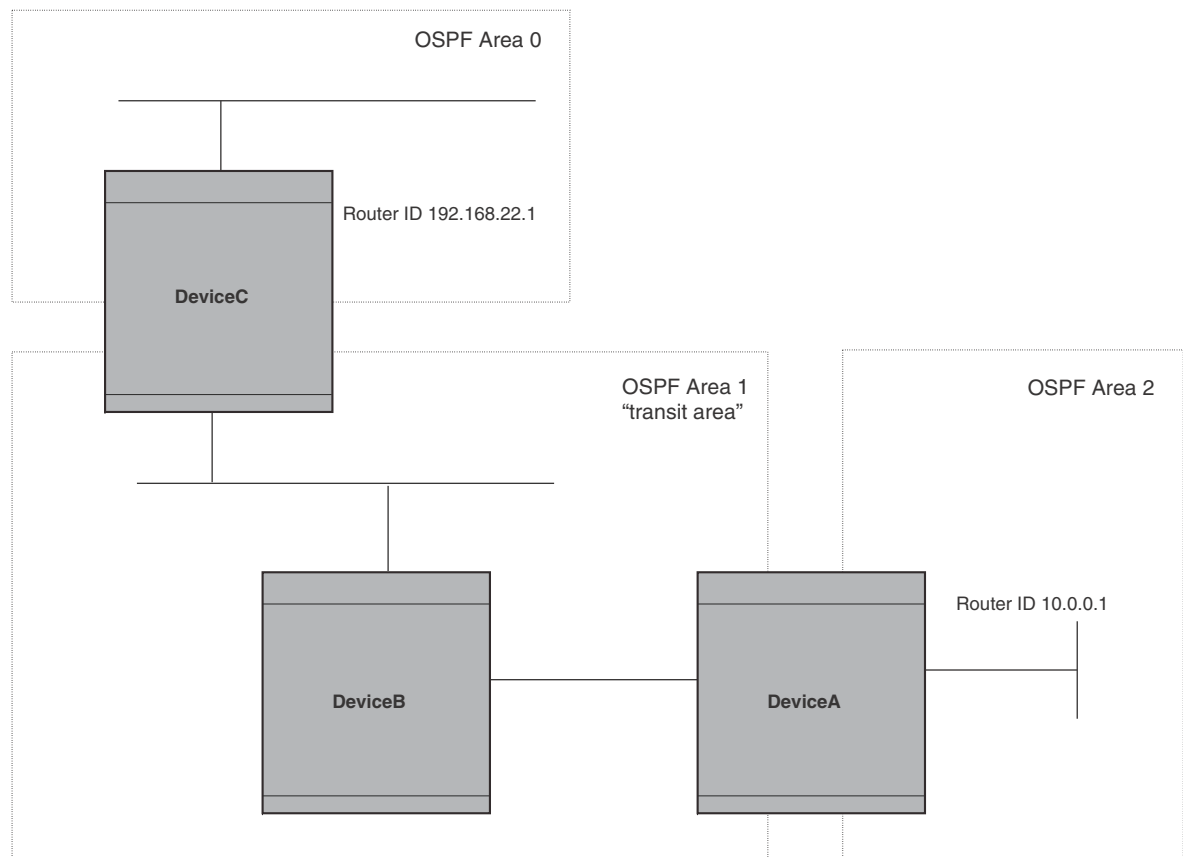 OSPF Area 0
Router ID 192.168.22.1
DeviceC
OSPF Area 1
“transit area”
OSPF Area 2
Router ID 10.0.0.1
DeviceB
DeviceA